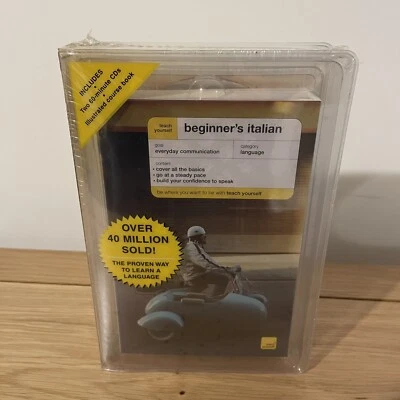 INCLUDES
• Two 60-minute CDs
• Illustrated course book
teach
yourself
beginner's italian
goal
everyday communication
category
language
content
• cover all the basics
• go at a steady pace
• build your confidence to speak
be where you want to be with teach yourself
OVER
40 MILLION
SOLD!
THE PROVEN WAY
TO LEARN A
LANGUAGE